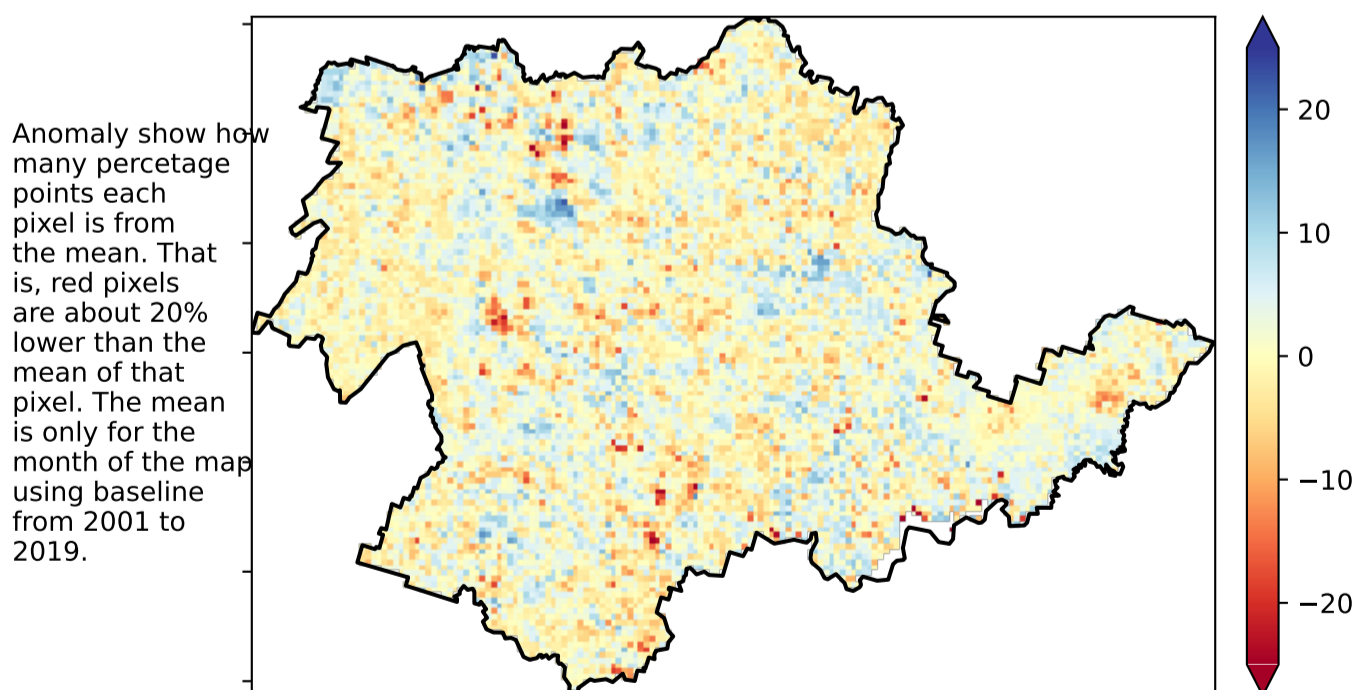 Anomaly show how
many percetage
points each
pixel is from
the mean. That
is, red pixels
are about 20%
lower than the
mean of that
pixel. The mean
is only for the
month of the map
using baseline
from 2001 to
2019.
20
10
0
−10
−20